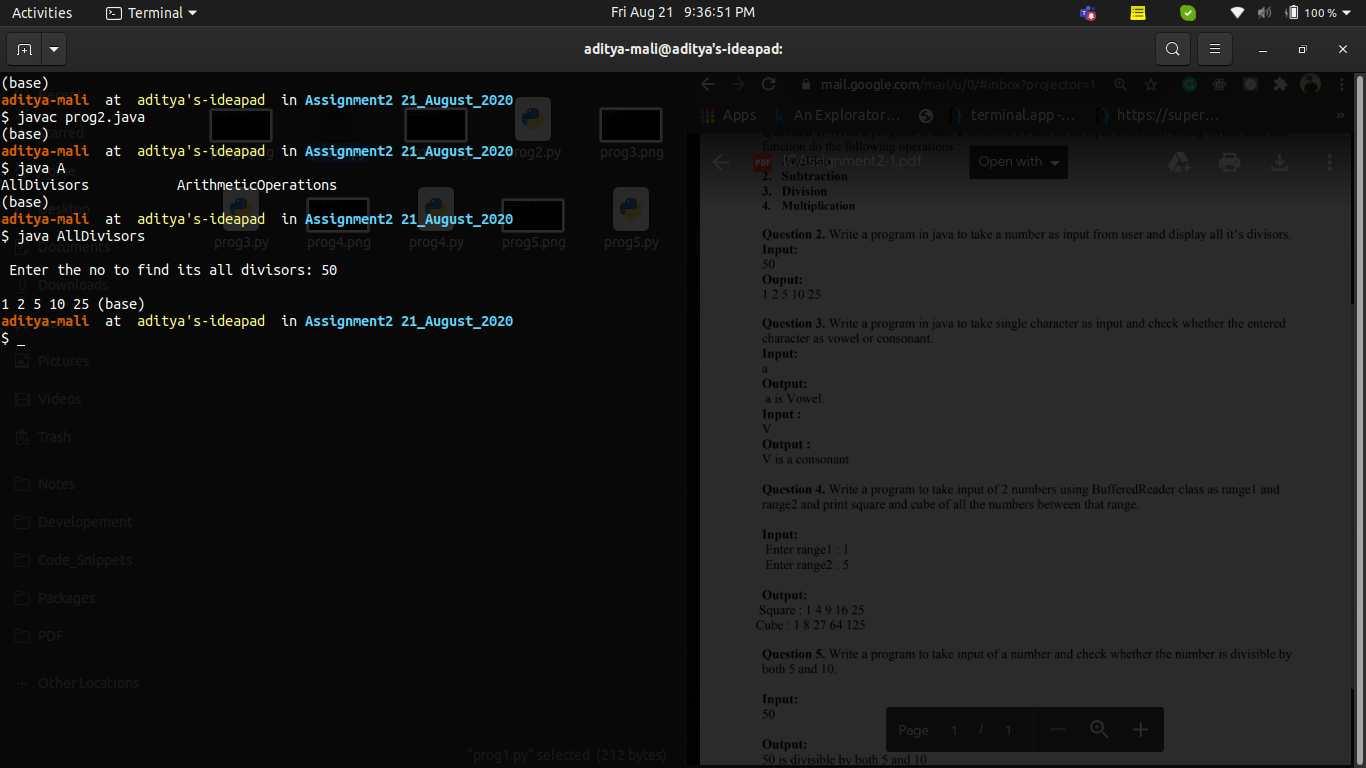 Activities Terminal Fri Aug 21 9:36:51 PM 100 %
aditya-mali@aditya's-ideapad:
(base)
aditya-mali at aditya's-ideapad in Assignment2 21_August_2020
$ javac prog2.java
(base)
aditya-mali at aditya's-ideapad in Assignment2 21_August_2020
$ java A
AllDivisors ArithmeticOperations
(base)
aditya-mali at aditya's-ideapad in Assignment2 21_August_2020
$ java AllDivisors
Enter the no to find its all divisors: 50
1 2 5 10 25 (base)
aditya-mali at aditya's-ideapad in Assignment2 21_August_2020
$ _
prog2.py prog3.png
prog3.py prog4.png prog4.py prog5.png prog5.py
Desktop
Documents
Downloads
Pictures
Videos
Trash
Notes
Developement
Code_Snippets
Packages
PDF
+ Other Locations
"prog1.py" selected (212 bytes)
mail.google.com/mail/u/0/#inbox?projector=1
Apps An Explorator... terminal.app -... https://super... »
function do the following operations :
PDF Assignment2-1.pdf Open with
2. Subtraction
3. Division
4. Multiplication
Question 2. Write a program in java to take a number as input from user and display all it's divisors.
Input:
50
Ouput:
1 2 5 10 25
Question 3. Write a program in java to take single character as input and check whether the entered
character as vowel or consonant.
Input:
a
Output:
a is Vowel.
Input :
V
Output :
V is a consonant
Question 4. Write a program to take input of 2 numbers using BufferedReader class as range1 and
range2 and print square and cube of all the numbers between that range.
Input:
Enter range1 : 1
Enter range2 : 5
Output:
Square : 1 4 9 16 25
Cube : 1 8 27 64 125
Question 5. Write a program to take input of a number and check whether the number is divisible by
both 5 and 10.
Input:
50
Output:
50 is divisible by both 5 and 10
Page 1 / 1